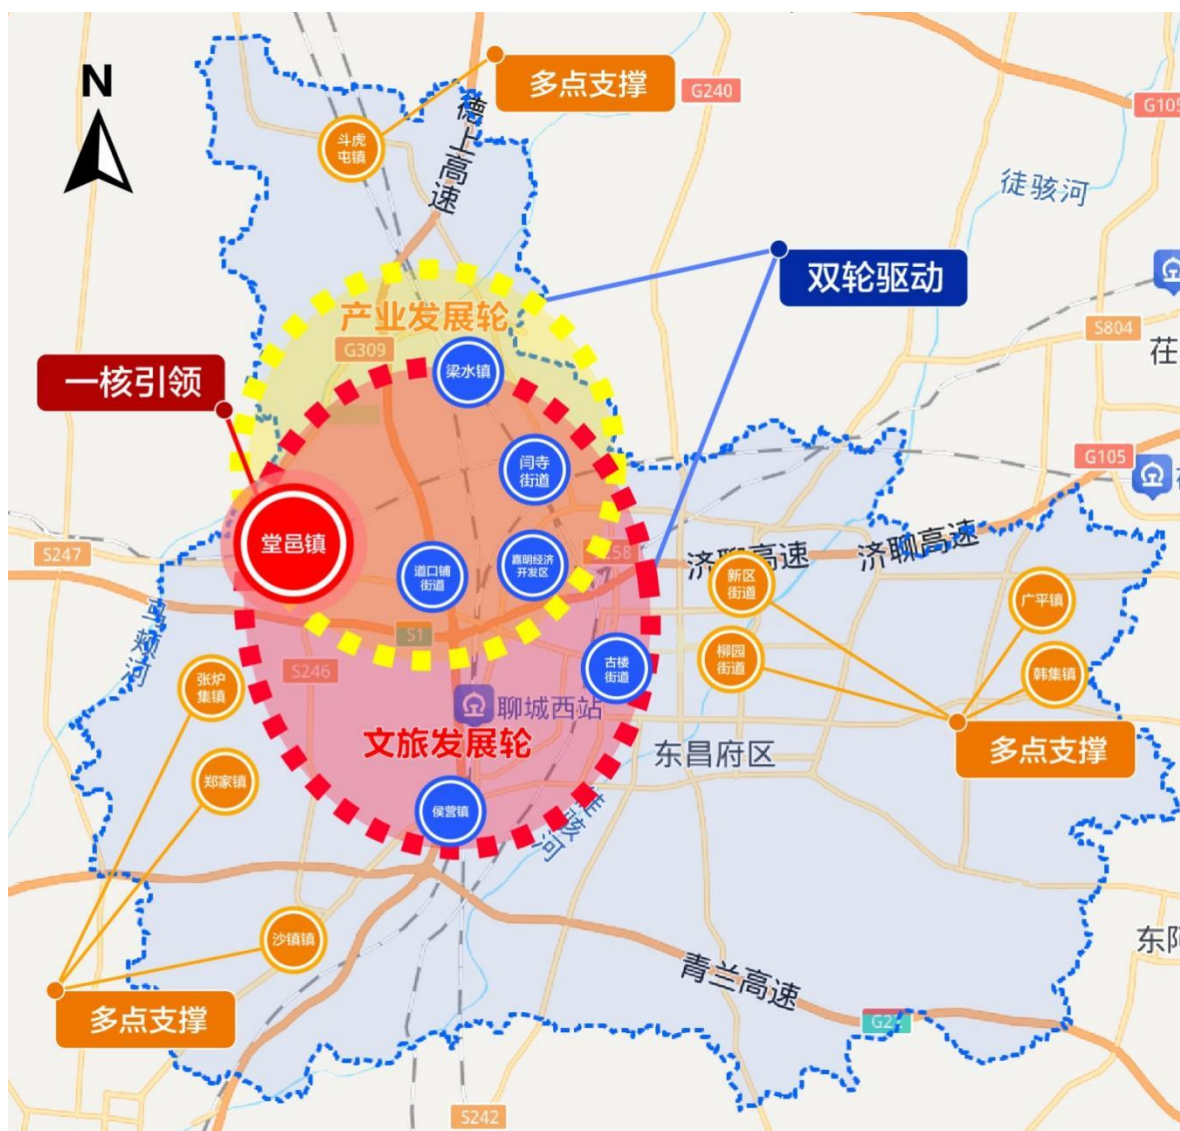 N
多点支撑
G240
G105
德上高速
斗虎
屯镇
徒骇河
双轮驱动
产业发展轮
S804
茌
G309
一核引领
梁水镇
G105
闫寺
街道
堂邑镇
S247
济聊高速
济聊高速
嘉明经济
开发区
道口铺
街道
新区
街道
广平镇
S1
古楼
街道
柳园
街道
韩集镇
S246
张炉
集镇
聊城西站
文旅发展轮
东昌府区
多点支撑
郑家镇
侯营镇
沙镇镇
东阿
青兰高速
多点支撑
S242